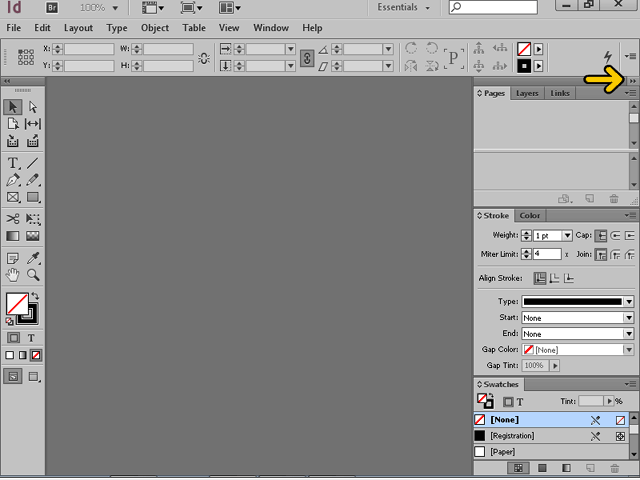 Id Br 100% Essentials
File Edit Layout Type Object Table View Window Help
X: W:
Y: H:
P
Pages Layers Links
T
Stroke Color
Weight: 1 pt Cap:
Miter Limit: 4 x Join:
Align Stroke:
Type:
Start: None
End: None
Gap Color: [None]
Gap Tint: 100%
T
Swatches
T Tint: %
[None]
[Registration]
[Paper]